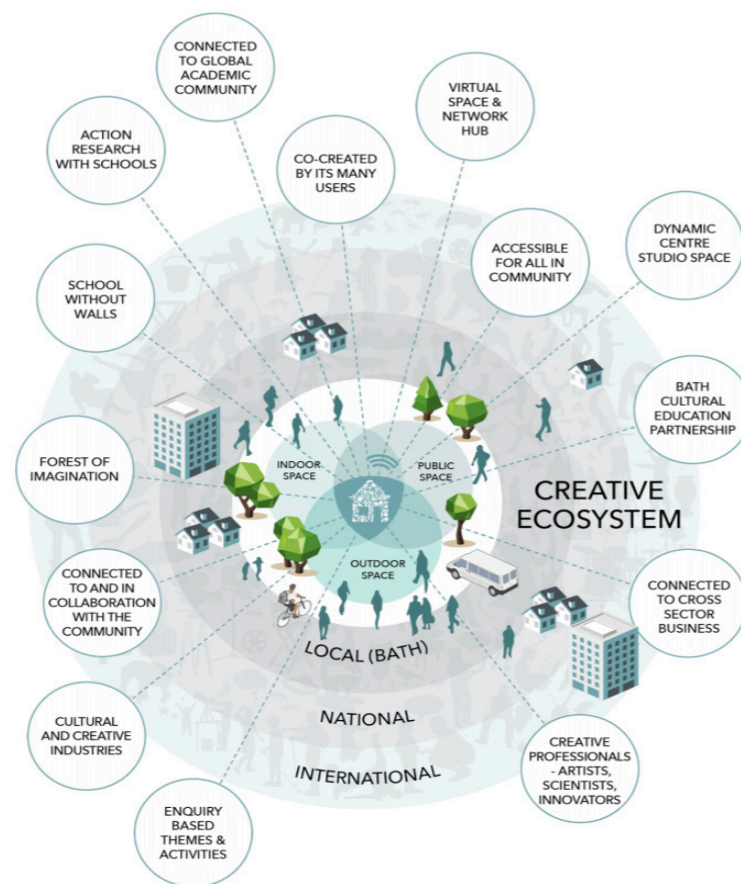 CONNECTED
TO GLOBAL
ACADEMIC
COMMUNITY
VIRTUAL
SPACE &
NETWORK
HUB
ACTION
RESEARCH
WITH SCHOOLS
CO-CREATED
BY ITS MANY
USERS
DYNAMIC
CENTRE
STUDIO SPACE
ACCESSIBLE
FOR ALL IN
COMMUNITY
SCHOOL
WITHOUT
WALLS
BATH
CULTURAL
EDUCATION
PARTNERSHIP
FOREST OF
IMAGINATION
INDOOR
SPACE
PUBLIC
SPACE
CREATIVE
ECOSYSTEM
OUTDOOR
SPACE
CONNECTED
TO AND IN
COLLABORATION
WITH THE
COMMUNITY
CONNECTED
TO CROSS
SECTOR
BUSINESS
LOCAL (BATH)
NATIONAL
INTERNATIONAL
CULTURAL
AND CREATIVE
INDUSTRIES
CREATIVE
PROFESSIONALS
- ARTISTS,
SCIENTISTS,
INNOVATORS
ENQUIRY
BASED
THEMES &
ACTIVITIES